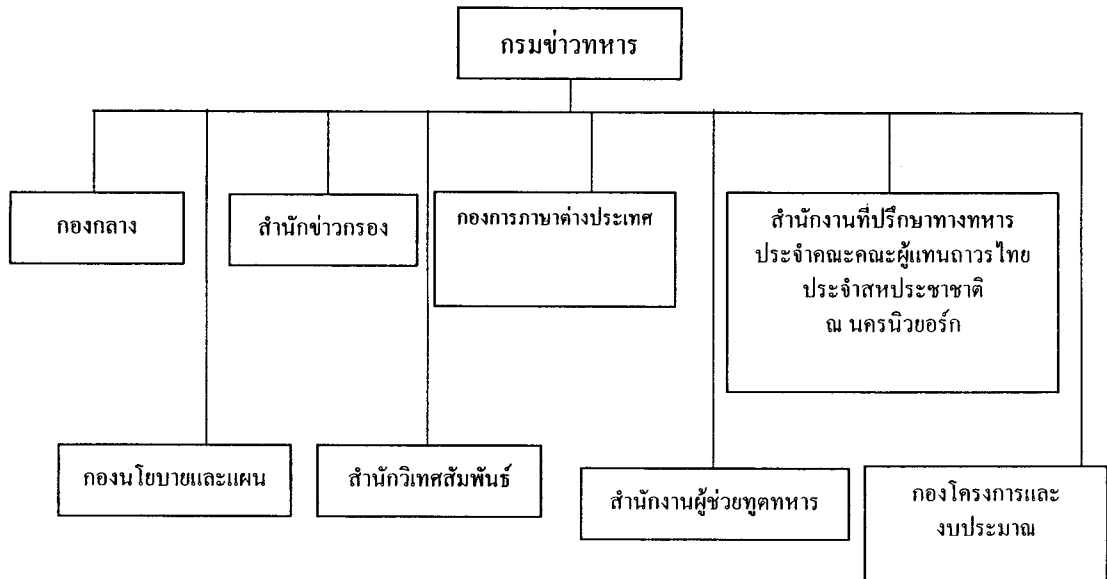 กรมข่าวทหาร
กองกลาง
สำนักข่าวกรอง
กองการภาษาต่างประเทศ
สำนักงานที่ปรึกษาทางทหาร
ประจำคณะคณะผู้แทนถาวรไทย
ประจำสหประชาชาติ
ณ นครนิวยอร์ก
กองนโยบายและแผน
สำนักวิเทศสัมพันธ์
สำนักงานผู้ช่วยทูตทหาร
กองโครงการและ
งบประมาณ